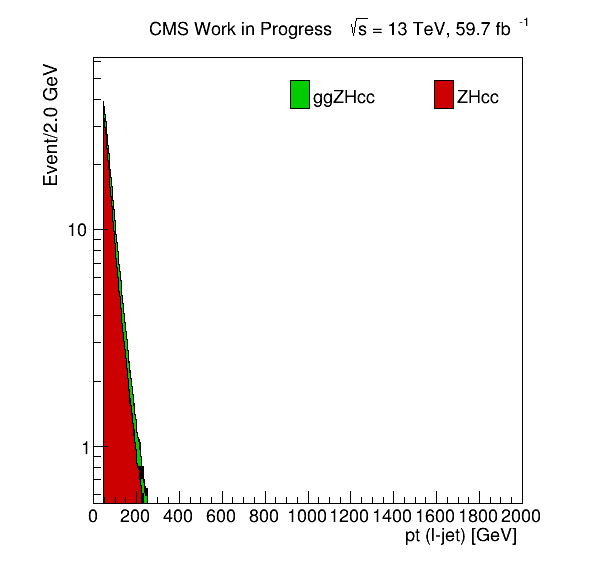 CMS Work in Progress √s = 13 TeV, 59.7 fb -1
Event/2.0 GeV
ggZHcc ZHcc
10
1
0 200 400 600 800 1000 1200 1400 1600 1800 2000
pt (l-jet) [GeV]